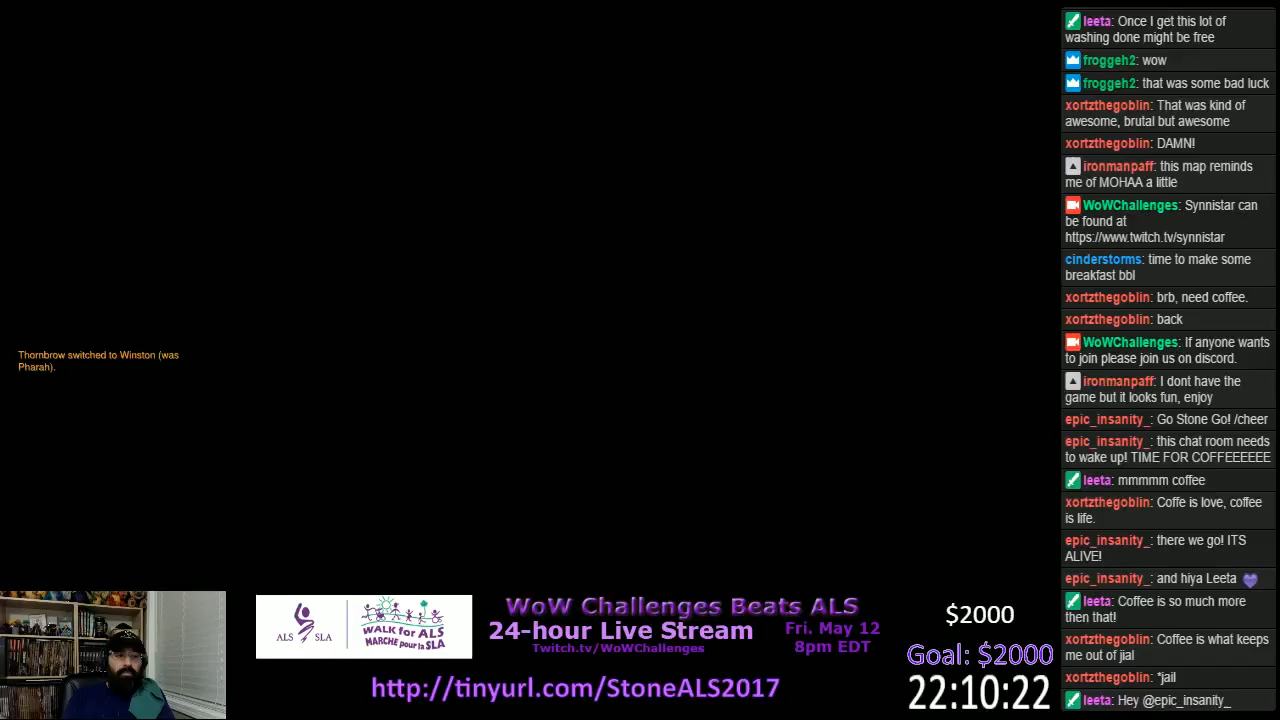 leeta: Once I get this lot of
washing done might be free
froggeh2: wow
froggeh2: that was some bad luck
xortzthegoblin: That was kind of
awesome, brutal but awesome
xortzthegoblin: DAMN!
ironmanpaff: this map reminds
me of MOHAA a little
WoWChallenges: Synnistar can
be found at
https://www.twitch.tv/synnistar
cinderstorms: time to make some
breakfast bbl
xortzthegoblin: brb, need coffee.
xortzthegoblin: back
WoWChallenges: If anyone wants
to join please join us on discord.
ironmanpaff: I dont have the
game but it looks fun, enjoy
epic_insanity_: Go Stone Go! /cheer
epic_insanity_: this chat room needs
to wake up! TIME FOR COFFEEEEEE
leeta: mmmmm coffee
xortzthegoblin: Coffe is love, coffee
is life.
epic_insanity_: there we go! ITS
ALIVE!
epic_insanity_: and hiya Leeta
leeta: Coffee is so much more
then that!
xortzthegoblin: Coffee is what keeps
me out of jial
xortzthegoblin: *jail
leeta: Hey @epic_insanity_
Thornbrow switched to Winston (was
Pharah).
ALS SLA
WALK for ALS
MARCHE pour la SLA
WoW Challenges Beats ALS
24-hour Live Stream
Twitch.tv/WoWChallenges
Fri. May 12
8pm EDT
http://tinyurl.com/StoneALS2017
$2000
Goal: $2000
22:10:22